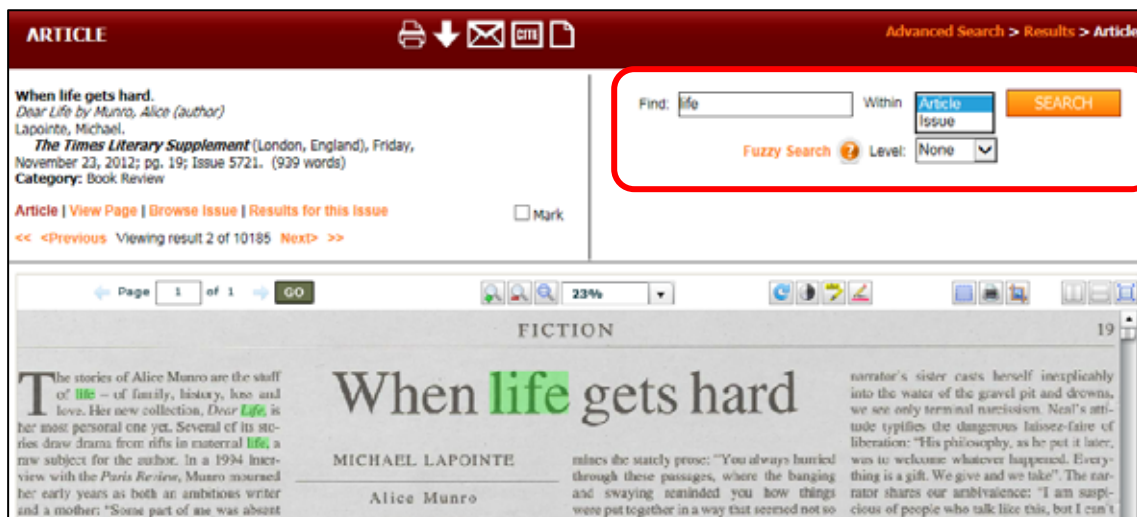 ARTICLE
CITE
Advanced Search > Results > Article
When life gets hard.
Dear Life by Munro, Alice (author)
Lapointe, Michael.
The Times Literary Supplement (London, England), Friday,
November 23, 2012; pg. 19; Issue 5721. (939 words)
Category: Book Review
Article | View Page | Browse Issue | Results for this Issue
Mark
<< <Previous Viewing result 2 of 10185 Next> >>
Find: life Within Article SEARCH
Issue
Fuzzy Search ? Level: None
Page 1 of 1 GO
23%
FICTION
19
The stories of Alice Munro are the stuff
of life – of family, history, loss and
love. Her new collection, Dear Life, is
her most personal one yet. Several of its sto-
ries draw drama from rifts in maternal life, a
raw subject for the author. In a 1994 inter-
view with the Paris Review, Munro mourned
her early years as both an ambitious writer
and a mother: "Some part of me was absent
When life gets hard
MICHAEL LAPOINTE
Alice Munro
mines the stately prose: "You always hurried
through these passages, where the banging
and swaying reminded you how things
were put together in a way that seemed not so
narrator's sister casts herself inexplicably
into the water of the gravel pit and drowns,
we see only terminal narcissism. Neal's atti-
tude typifies the dangerous laissez-faire of
liberation: "His philosophy, as he put it later,
was to welcome whatever happened. Every-
thing is a gift. We give and we take". The nar-
rator shares our ambivalence: "I am suspi-
cious of people who talk like this, but I can't